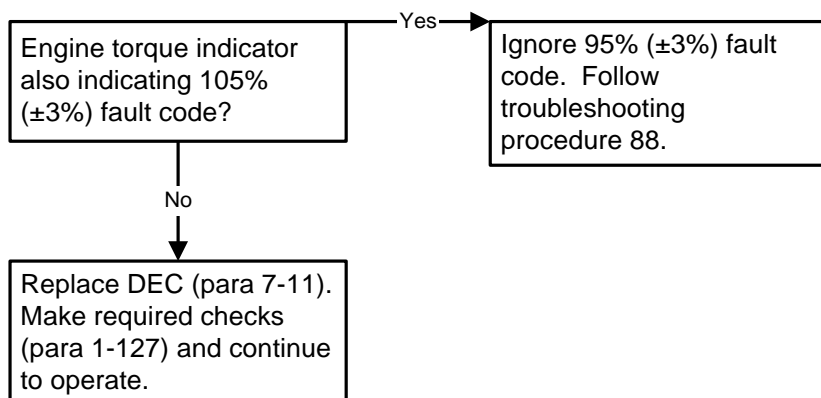 Engine torque indicator
also indicating 105%
(±3%) fault code?
Yes
Ignore 95% (±3%) fault
code.  Follow
troubleshooting
procedure 88.
No
Replace DEC (para 7-11).
Make required checks
(para 1-127) and continue
to operate.